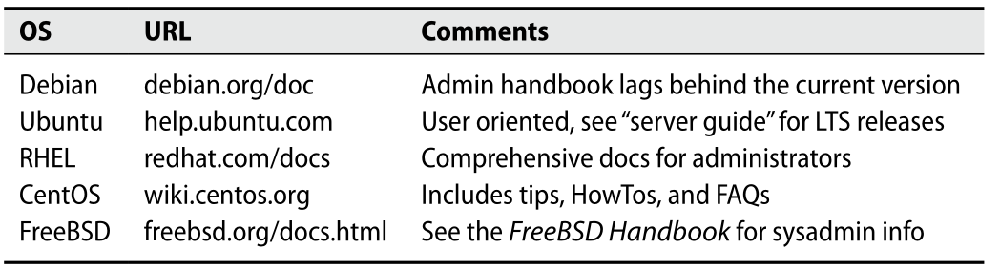 OS URL Comments
Debian debian.org/doc Admin handbook lags behind the current version
Ubuntu help.ubuntu.com User oriented, see “server guide” for LTS releases
RHEL redhat.com/docs Comprehensive docs for administrators
CentOS wiki.centos.org Includes tips, HowTos, and FAQs
FreeBSD freebsd.org/docs.html See the FreeBSD Handbook for sysadmin info